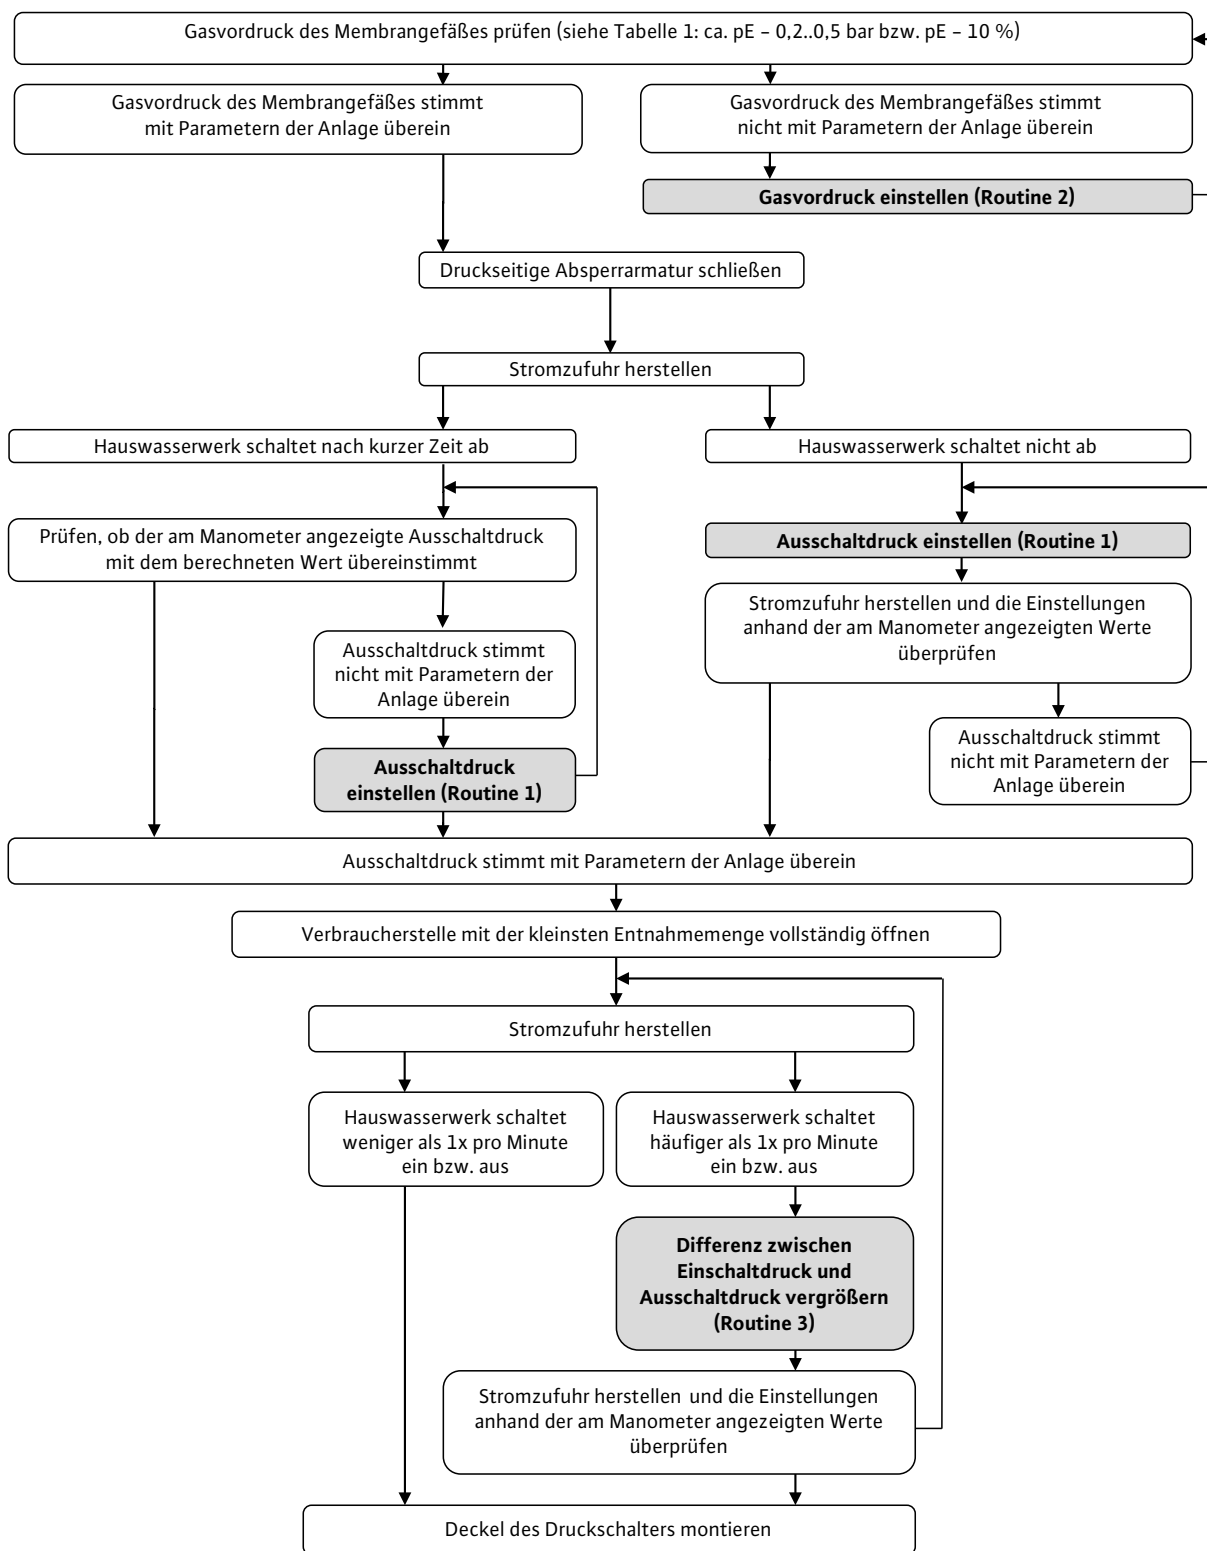 Gasvordruck des Membrangefäßes prüfen (siehe Tabelle 1: ca. pE – 0,2..0,5 bar bzw. pE – 10 %)
Gasvordruck des Membrangefäßes stimmt
mit Parametern der Anlage überein
Gasvordruck des Membrangefäßes stimmt
nicht mit Parametern der Anlage überein
Gasvordruck einstellen (Routine 2)
Druckseitige Absperrarmatur schließen
Stromzufuhr herstellen
Hauswasserwerk schaltet nach kurzer Zeit ab
Hauswasserwerk schaltet nicht ab
Prüfen, ob der am Manometer angezeigte Ausschaltdruck
mit dem berechneten Wert übereinstimmt
Ausschaltdruck einstellen (Routine 1)
Stromzufuhr herstellen und die Einstellungen
anhand der am Manometer angezeigten Werte
überprüfen
Ausschaltdruck stimmt
nicht mit Parametern der
Anlage überein
Ausschaltdruck stimmt
nicht mit Parametern der
Anlage überein
Ausschaltdruck
einstellen (Routine 1)
Ausschaltdruck stimmt mit Parametern der Anlage überein
Verbraucherstelle mit der kleinsten Entnahmemenge vollständig öffnen
Stromzufuhr herstellen
Hauswasserwerk schaltet
weniger als 1x pro Minute
ein bzw. aus
Hauswasserwerk schaltet
häufiger als 1x pro Minute
ein bzw. aus
Differenz zwischen
Einschaltdruck und
Ausschaltdruck vergrößern
(Routine 3)
Stromzufuhr herstellen und die Einstellungen
anhand der am Manometer angezeigten Werte
überprüfen
Deckel des Druckschalters montieren